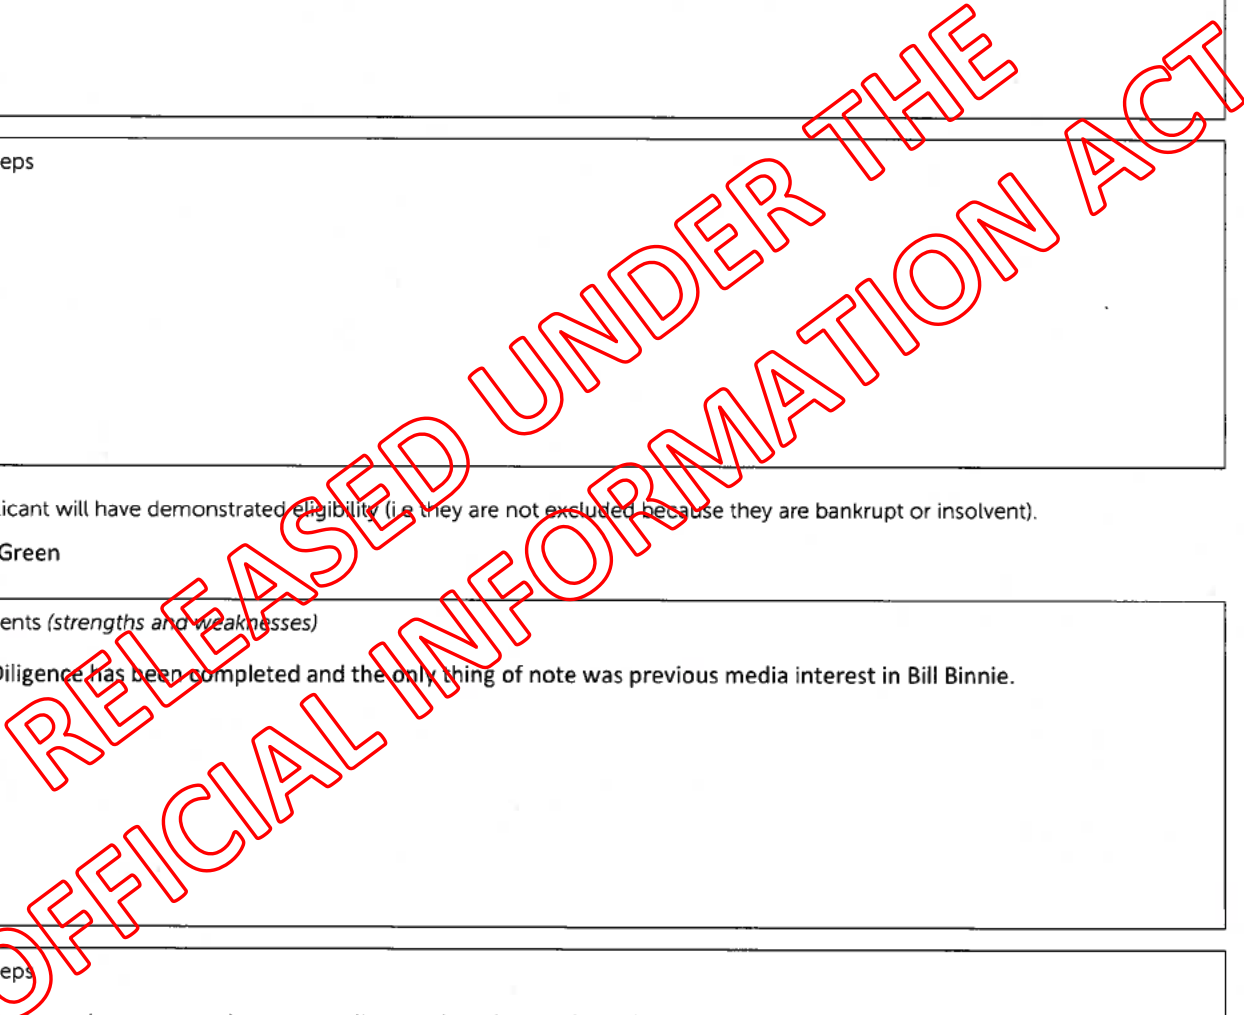 eps
licant will have demonstrated eligibility (i.e they are not excluded because they are bankrupt or insolvent).
Green
ents (strengths and weaknesses)
Diligence has been completed and the only thing of note was previous media interest in Bill Binnie.
eps
RELEASED UNDER THE
OFFICIAL INFORMATION ACT